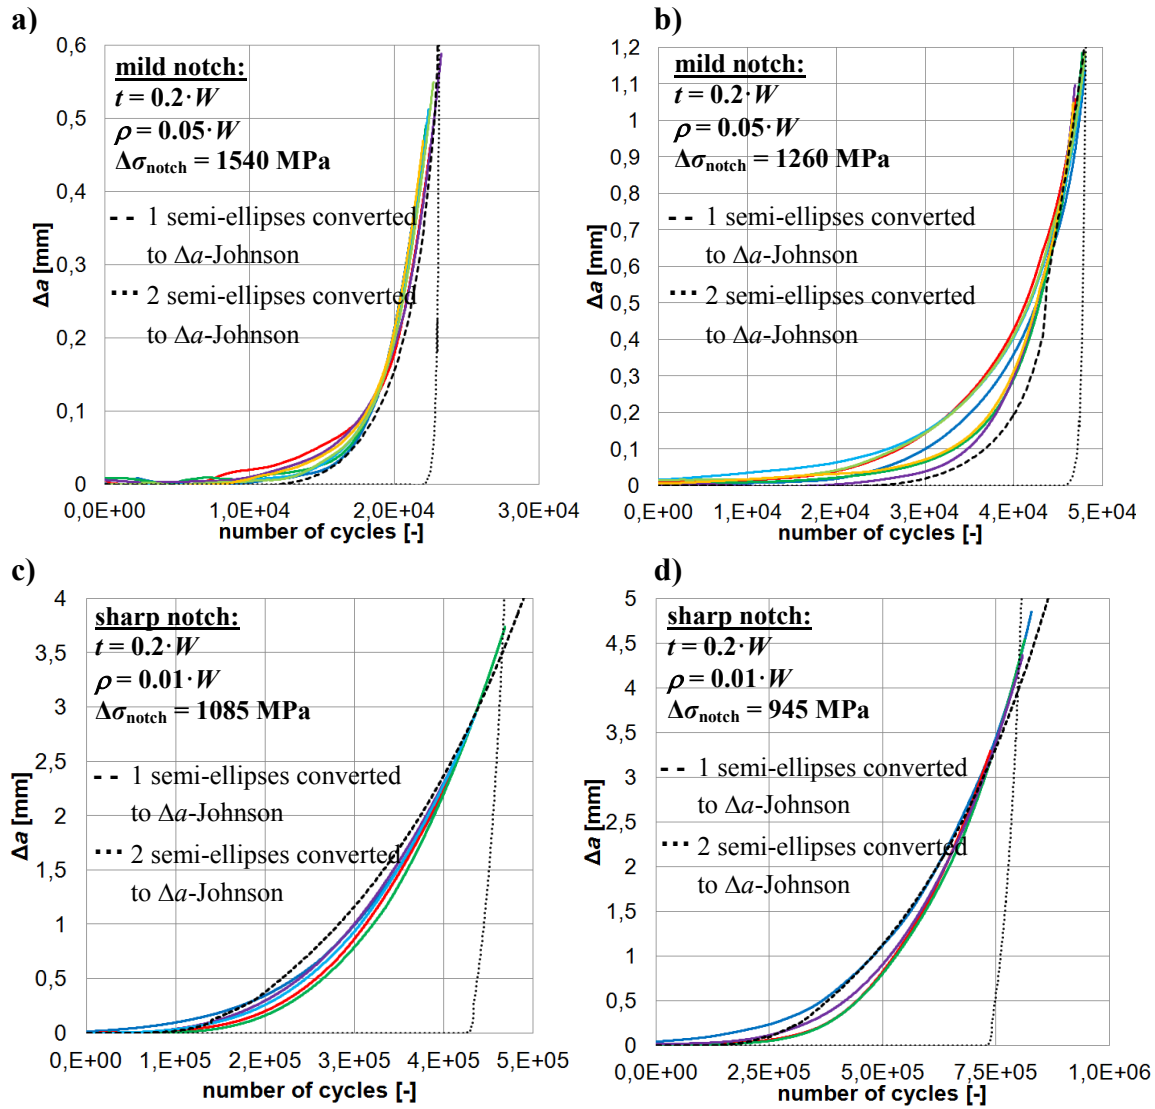 a)
0,6
0,5
0,4
0,3
0,2
0,1
0
Δa [mm]
mild notch:
t = 0.2·W
ρ = 0.05·W
Δσnotch = 1540 MPa
1 semi-ellipses converted
to Δa-Johnson
2 semi-ellipses converted
to Δa-Johnson
0,0E+00 1,0E+04 2,0E+04 3,0E+04
number of cycles [-]
b)
1,2
1,1
1
0,9
0,8
0,7
0,6
0,5
0,4
0,3
0,2
0,1
0
Δa [mm]
mild notch:
t = 0.2·W
ρ = 0.05·W
Δσnotch = 1260 MPa
1 semi-ellipses converted
to Δa-Johnson
2 semi-ellipses converted
to Δa-Johnson
0,E+00 1,E+04 2,E+04 3,E+04 4,E+04 5,E+04
number of cycles [-]
c)
4
3,5
3
2,5
2
1,5
1
0,5
0
Δa [mm]
sharp notch:
t = 0.2·W
ρ = 0.01·W
Δσnotch = 1085 MPa
1 semi-ellipses converted
to Δa-Johnson
2 semi-ellipses converted
to Δa-Johnson
0,0E+00 1,0E+05 2,0E+05 3,0E+05 4,0E+05 5,0E+05
number of cycles [-]
d)
5
4,5
4
3,5
3
2,5
2
1,5
1
0,5
0
Δa [mm]
sharp notch:
t = 0.2·W
ρ = 0.01·W
Δσnotch = 945 MPa
1 semi-ellipses converted
to Δa-Johnson
2 semi-ellipses converted
to Δa-Johnson
0,0E+00 2,5E+05 5,0E+05 7,5E+05 1,0E+06
number of cycles [-]